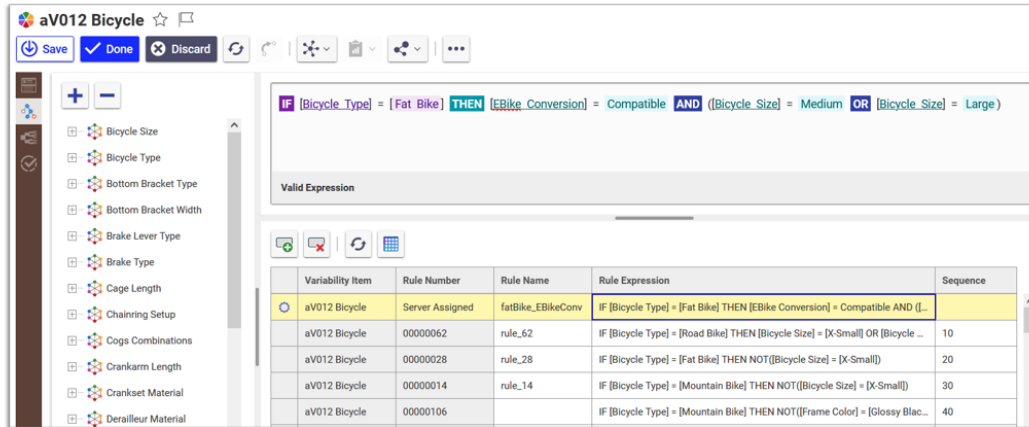 aV012 Bicycle
Save Done Discard
IF [Bicycle Type] = [Fat Bike] THEN [EBike Conversion] = Compatible AND ([Bicycle Size] = Medium OR [Bicycle Size] = Large)
Valid Expression
Bicycle Size
Bicycle Type
Bottom Bracket Type
Bottom Bracket Width
Brake Lever Type
Brake Type
Cage Length
Chainring Setup
Cogs Combinations
Crankarm Length
Crankset Material
Derailleur Material
Variability Item Rule Number Rule Name Rule Expression Sequence
aV012 Bicycle Server Assigned fatBike_EBikeConv IF [Bicycle Type] = [Fat Bike] THEN [EBike Conversion] = Compatible AND ([...
aV012 Bicycle 00000062 rule_62 IF [Bicycle Type] = [Road Bike] THEN [Bicycle Size] = [X-Small] OR [Bicycle ... 10
aV012 Bicycle 00000028 rule_28 IF [Bicycle Type] = [Fat Bike] THEN NOT([Bicycle Size] = [X-Small]) 20
aV012 Bicycle 00000014 rule_14 IF [Bicycle Type] = [Mountain Bike] THEN NOT([Bicycle Size] = [X-Small]) 30
aV012 Bicycle 00000106 IF [Bicycle Type] = [Mountain Bike] THEN NOT([Frame Color] = [Glossy Blac... 40